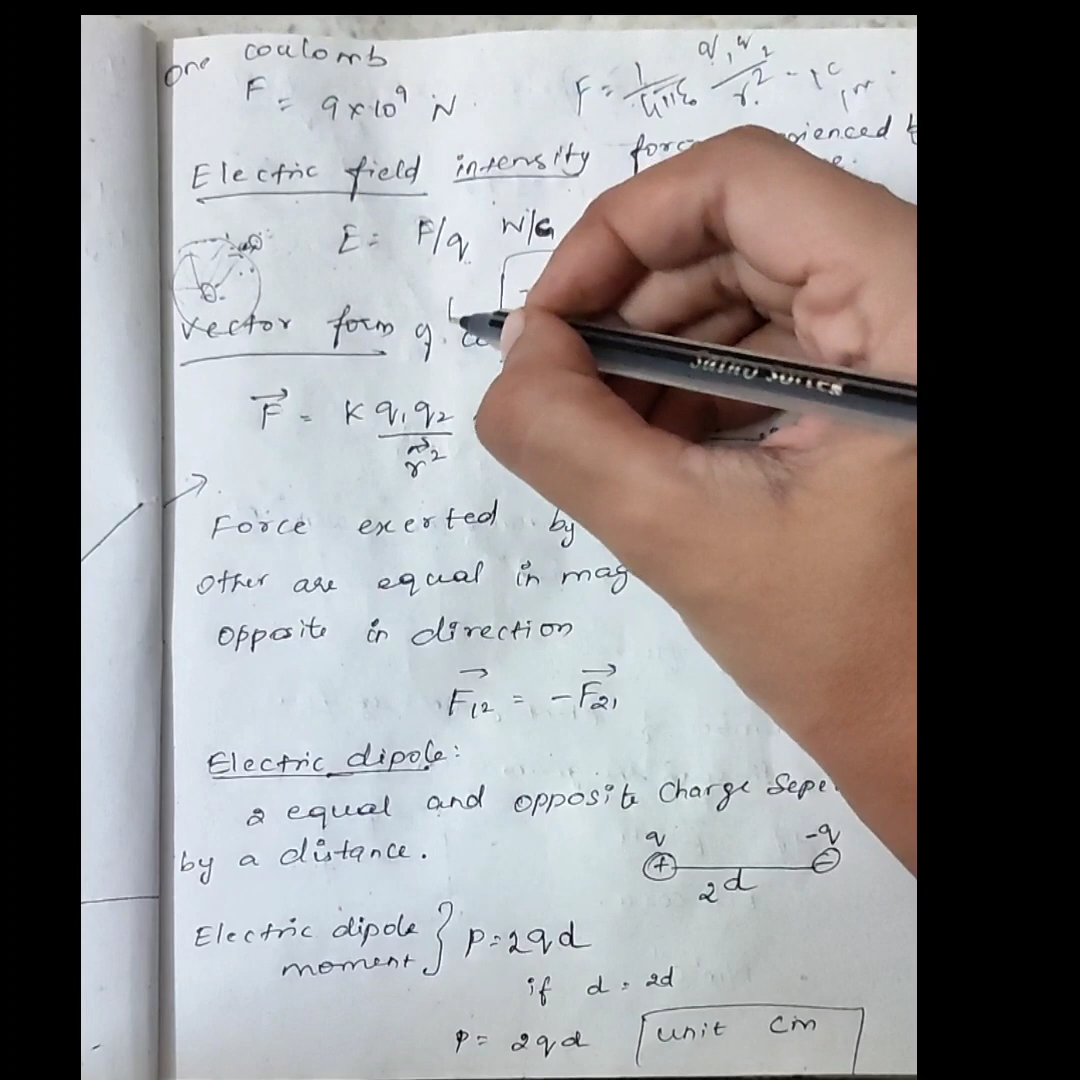 One coulomb
F = 9×10⁹ N
F = 1/4πε₀ q₁q₂/r²
Electric field intensity force
E = F/q N/C
Vector form
F⃗ = K q₁q₂/r⃗²
Force exerted by
other are equal in mag
opposite in direction
F⃗₁₂ = -F⃗₂₁
Electric dipole:
2 equal and opposite charge sepe
by a distance.
q -q
+ -
2d
Electric dipole moment } P = 2qd
if d = 2d
P = 2qd unit cm